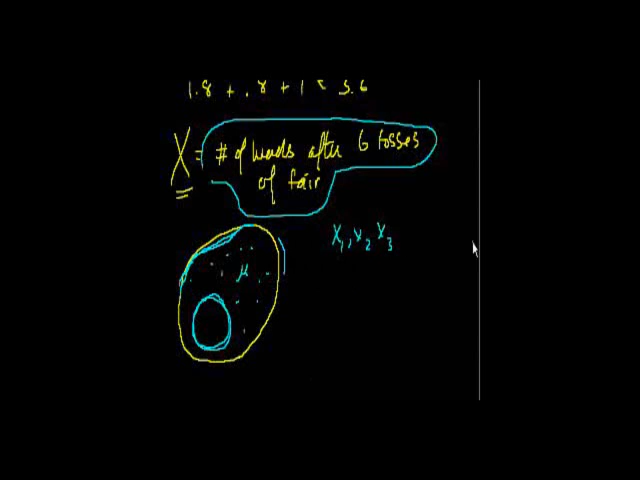 1.8 + .8 + 1 = 3.6
X = # of heads after 6 tosses
of fair
μ
X₁, X₂ X₃